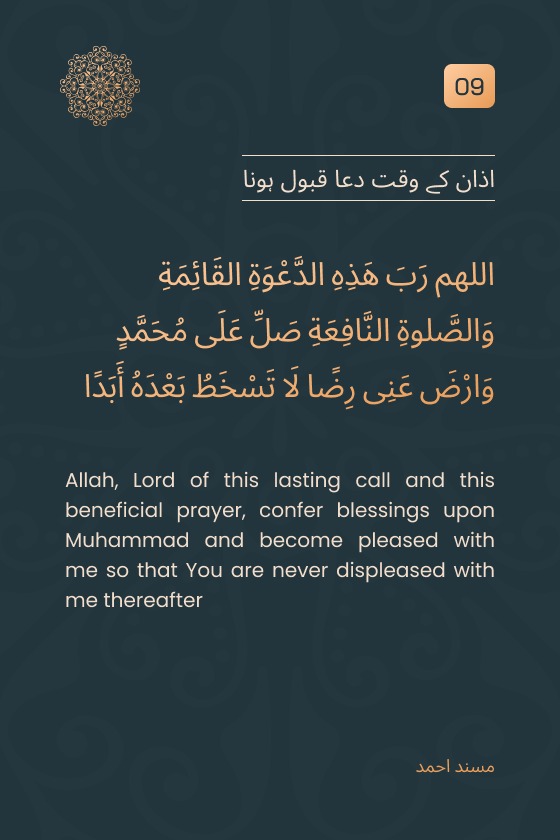 09
اذان کے وقت دعا قبول ہونا
اللهم رَبَ هَذِهِ الدَّعْوَةِ القَائِمَةِ
وَالصَّلوةِ النَّافِعَةِ صَلِّ عَلَى مُحَمَّدٍ
وَارْضَ عَنِى رِضًا لَا تَسْخَطُ بَعْدَهُ أَبَدًا
Allah, Lord of this lasting call and this
beneficial prayer, confer blessings upon
Muhammad and become pleased with
me so that You are never displeased with
me thereafter
مسند احمد